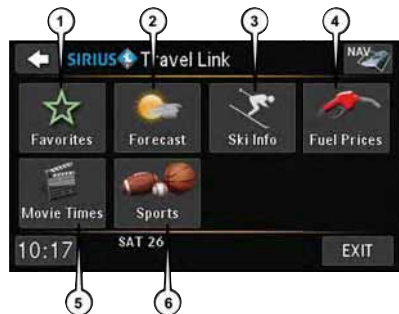 1 2 3 4
SIRIUS Travel Link NAV
Favorites Forecast Ski Info Fuel Prices
Movie Times Sports
10:17 SAT 26 EXIT
5 6